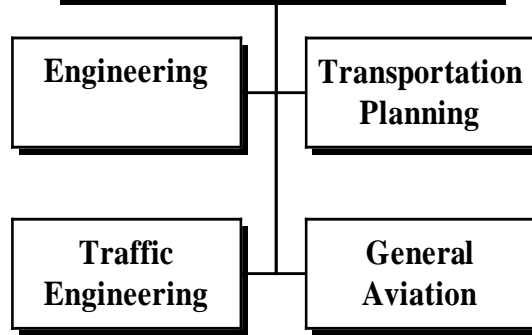 Engineering
Transportation
Planning
Traffic
Engineering
General
Aviation